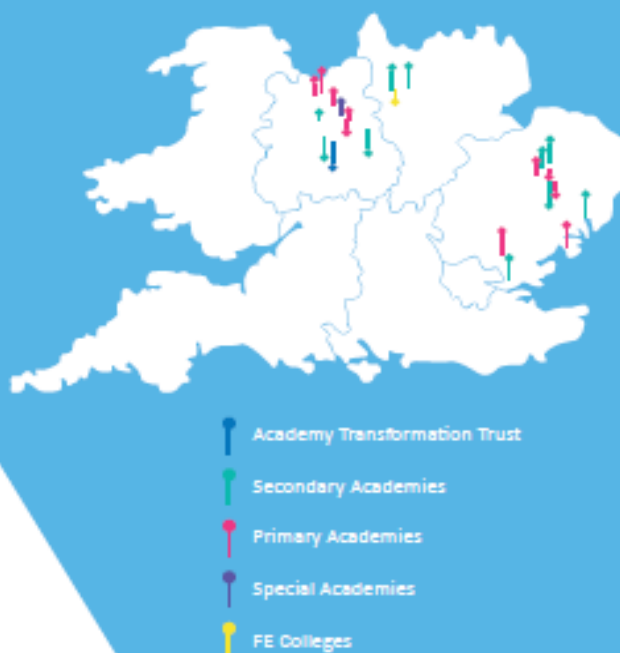 Academy Transformation Trust
Secondary Academies
Primary Academies
Special Academies
FE Colleges